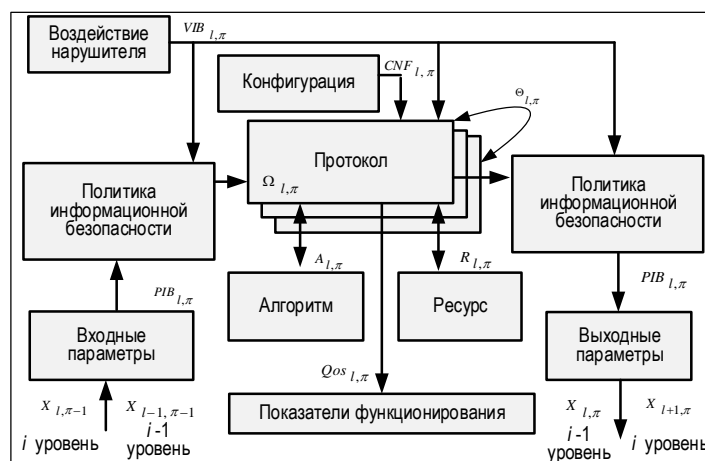 Воздействие
нарушителя
VIB l,π
Конфигурация
CNF l, π
Θ l,π
Протокол
Ω l,π
Политика
информационной
безопасности
Политика
информационной
безопасности
A l,π
R l,π
Алгоритм
Ресурс
PIB l,π
PIB l,π
Входные
параметры
Выходные
параметры
Qos l,π
Показатели функционирования
X l,π−1
X l−1, π−1
i уровень
i-1
уровень
X l,π
X l+1,π
i-1
уровень
i уровень